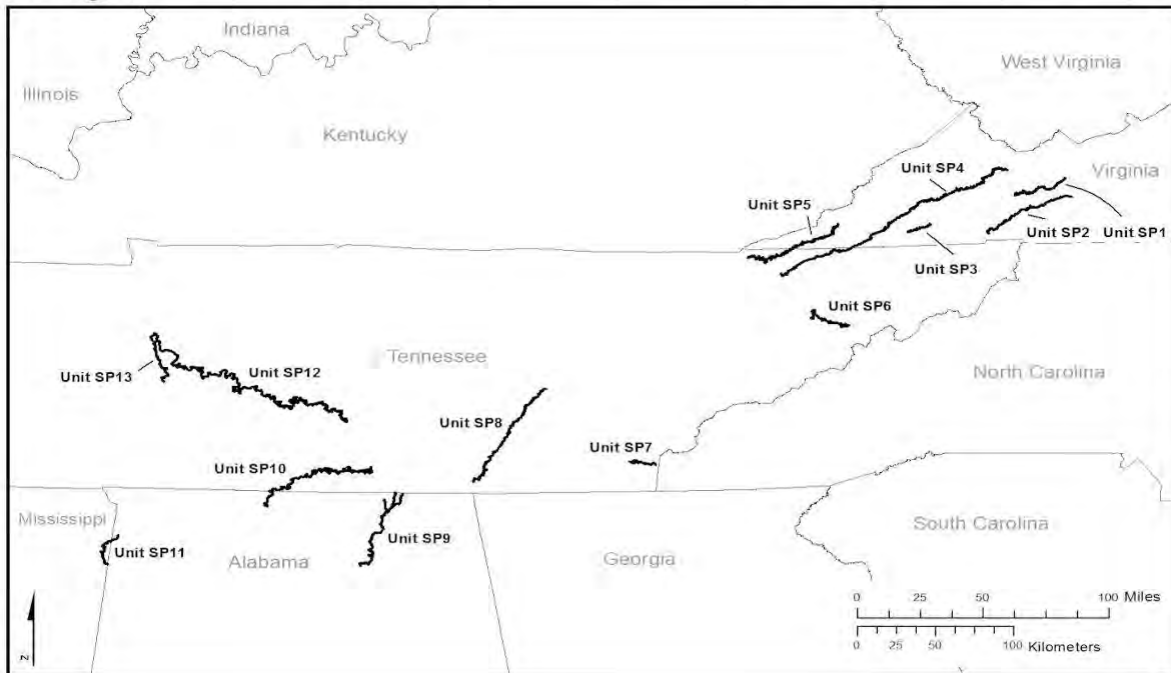 Indiana
West Virginia
Illinois
Kentucky
Unit SP4
Virginia
Unit SP5
Unit SP2
Unit SP1
Unit SP3
Unit SP6
Tennessee
North Carolina
Unit SP13
Unit SP12
Unit SP8
Unit SP7
Unit SP10
Mississippi
South Carolina
Unit SP11
Alabama
Unit SP9
Georgia
0 25 50 100 Miles
0 25 50 100 Kilometers
N